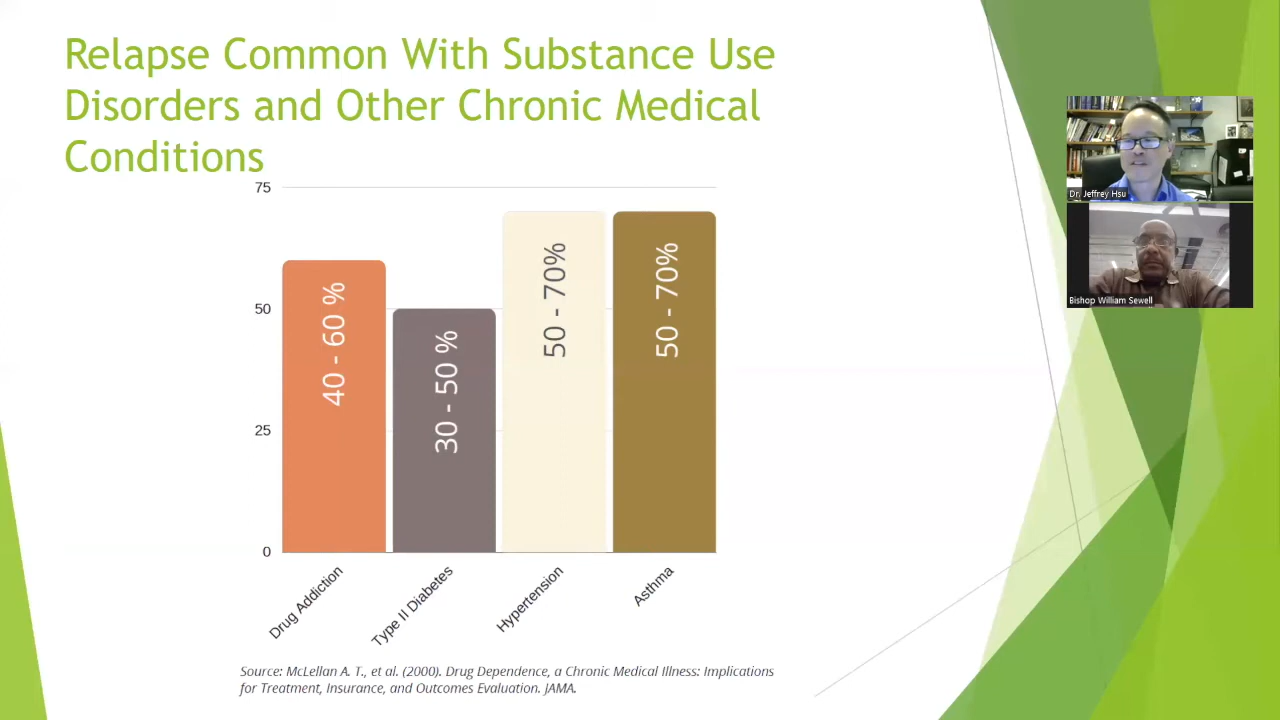 Relapse Common With Substance Use
Disorders and Other Chronic Medical
Conditions
75
50
25
0
40 - 60 %
30 - 50 %
50 - 70%
50 - 70%
Drug Addiction
Type II Diabetes
Hypertension
Asthma
Source: McLellan A. T., et al. (2000). Drug Dependence, a Chronic Medical Illness: Implications
for Treatment, Insurance, and Outcomes Evaluation. JAMA.
Dr. Jeffrey Hsu
Bishop William Sewell